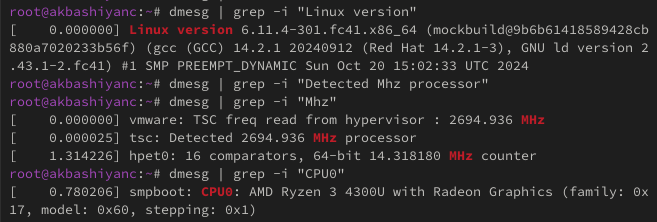 root@akbashiyanc:~# dmesg | grep -i "Linux version"
[    0.000000] Linux version 6.11.4-301.fc41.x86_64 (mockbuild@9b6b61418589428cb
880a7020233b56f) (gcc (GCC) 14.2.1 20240912 (Red Hat 14.2.1-3), GNU ld version 2
.43.1-2.fc41) #1 SMP PREEMPT_DYNAMIC Sun Oct 20 15:02:33 UTC 2024
root@akbashiyanc:~# dmesg | grep -i "Detected Mhz processor"
root@akbashiyanc:~# dmesg | grep -i "Mhz"
[    0.000000] vmware: TSC freq read from hypervisor : 2694.936 MHz
[    0.000025] tsc: Detected 2694.936 MHz processor
[    1.314226] hpet0: 16 comparators, 64-bit 14.318180 MHz counter
root@akbashiyanc:~# dmesg | grep -i "CPU0"
[    0.780206] smpboot: CPU0: AMD Ryzen 3 4300U with Radeon Graphics (family: 0x
17, model: 0x60, stepping: 0x1)